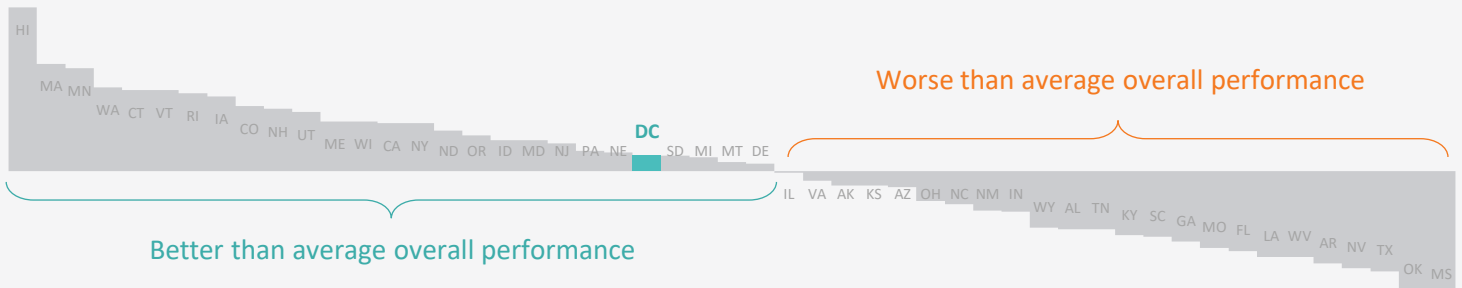 HI
MA
MN
WA
CT
VT
RI
IA
CO
NH
UT
ME
WI
CA
NY
ND
OR
ID
MD
NJ
PA
NE
DC
SD
MI
MT
DE
Better than average overall performance
Worse than average overall performance
IL
VA
AK
KS
AZ
OH
NC
NM
IN
WY
AL
TN
KY
SC
GA
MO
FL
LA
WV
AR
NV
TX
OK
MS